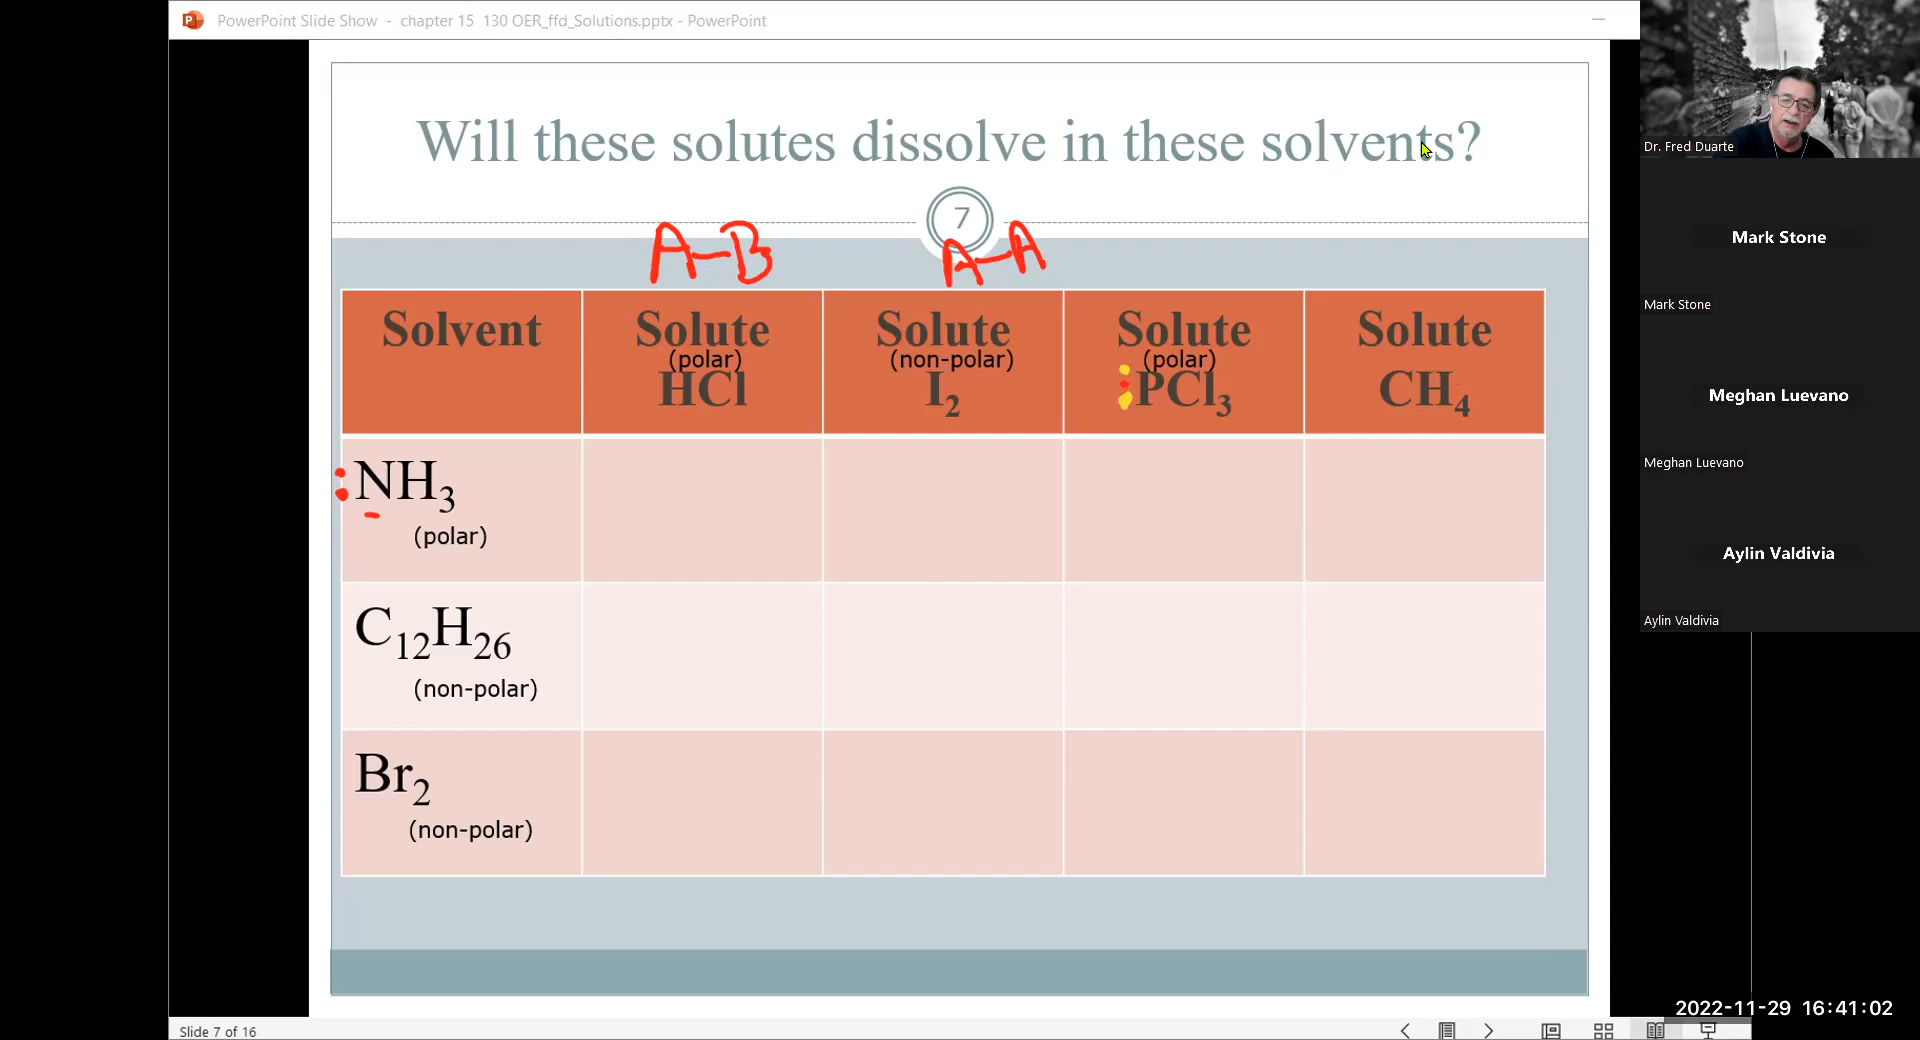 PowerPoint Slide Show - chapter 15 130 OER_ffd_Solutions.pptx - PowerPoint
Will these solutes dissolve in these solvents?
7
A-B A-A
Solvent Solute Solute Solute Solute
(polar) (non-polar) (polar)
HCl I₂ :PCl₃ CH₄
:NH₃
(polar)
C₁₂H₂₆
(non-polar)
Br₂
(non-polar)
Dr. Fred Duarte
Mark Stone
Mark Stone
Meghan Luevano
Meghan Luevano
Aylin Valdivia
Aylin Valdivia
2022-11-29 16:41:02
Slide 7 of 16